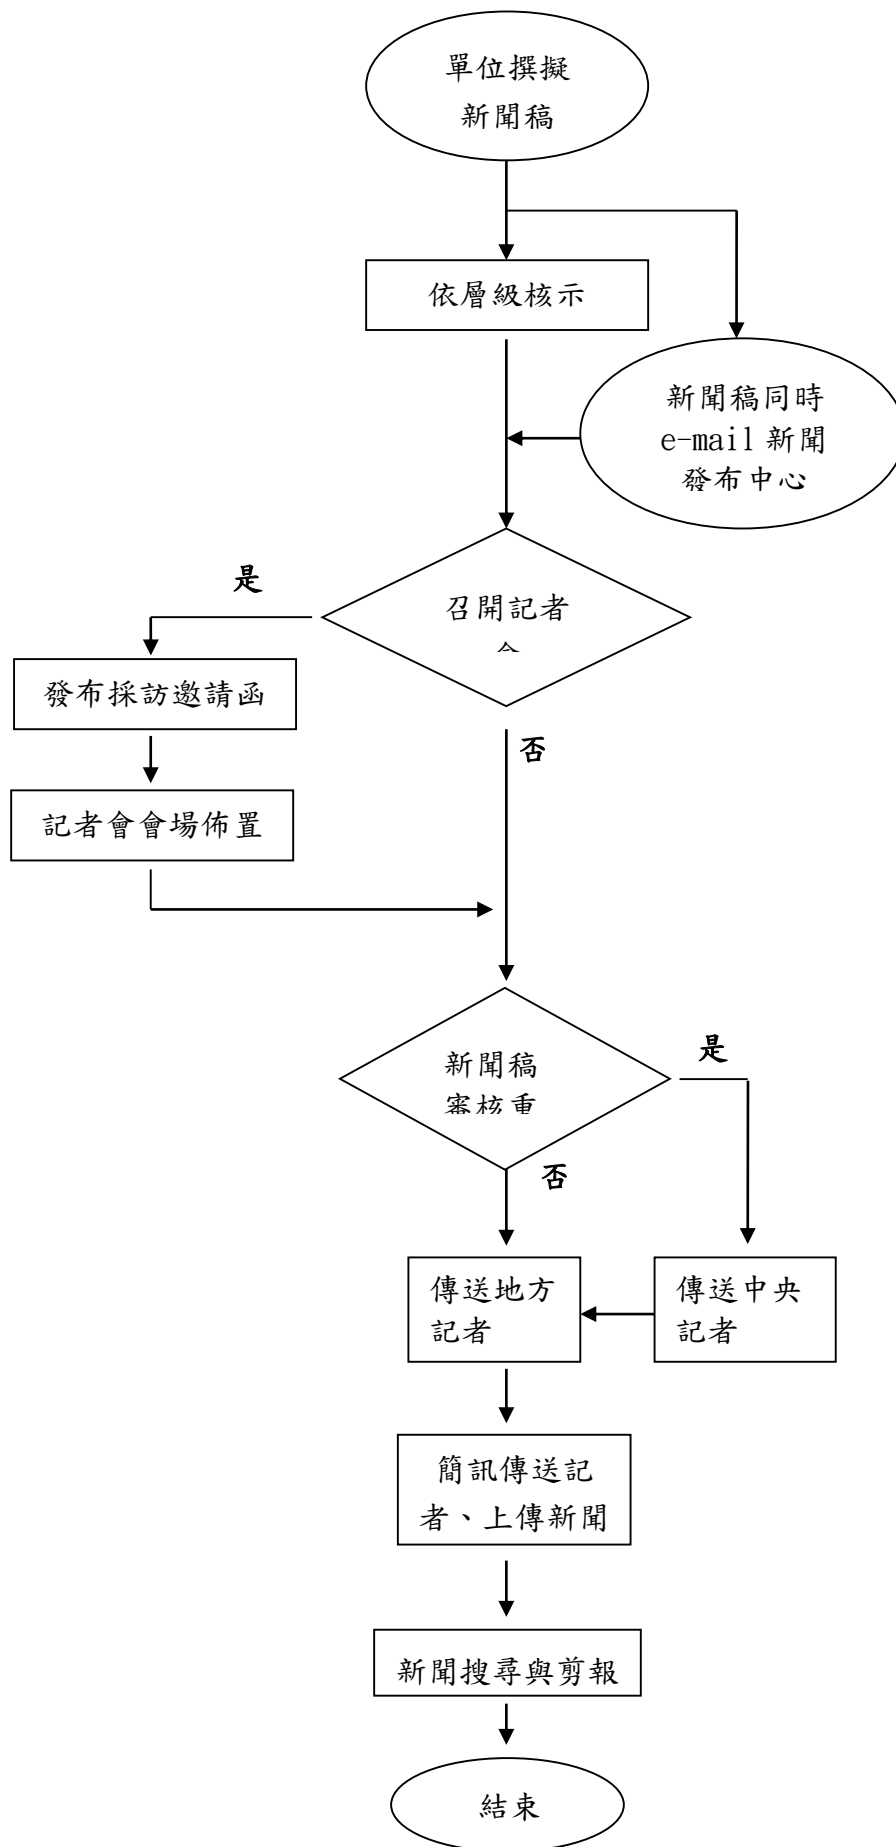 單位撰擬
新聞稿
依層級核示
新聞稿同時
e-mail 新聞
發布中心
是
召開記者
發布採訪邀請函
否
記者會會場佈置
是
新聞稿
審核重
否
傳送地方
記者
傳送中央
記者
簡訊傳送記
者、上傳新聞
新聞搜尋與剪報
結束